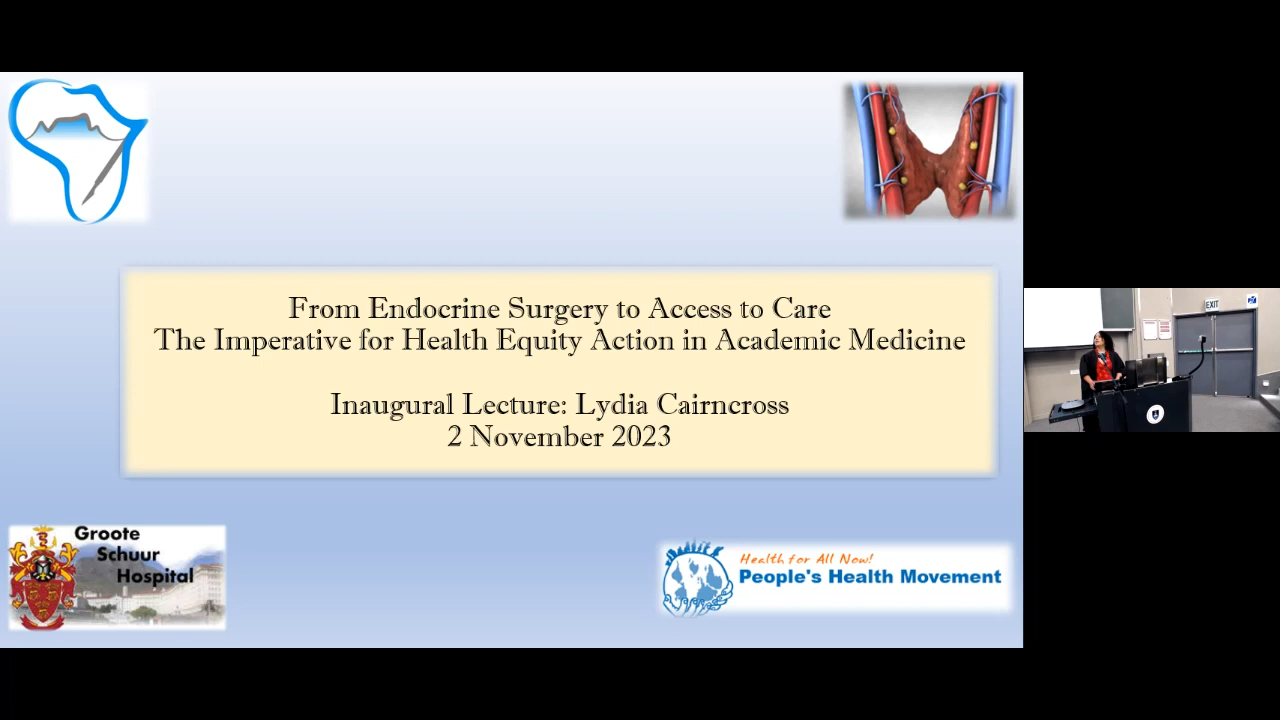 From Endocrine Surgery to Access to Care
The Imperative for Health Equity Action in Academic Medicine
Inaugural Lecture: Lydia Cairncross
2 November 2023
Groote
Schuur
Hospital
Health for All Now!
People's Health Movement
EXIT